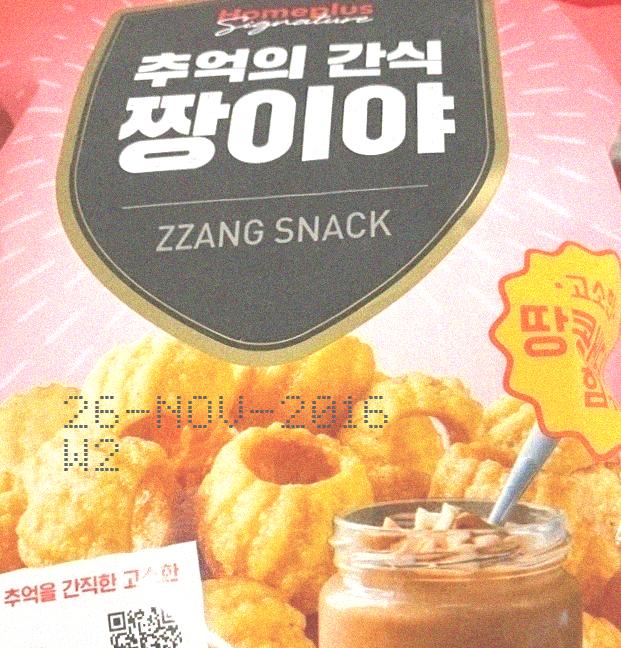 Homeplus
Signature
추억의 간식
짱이야
ZZANG SNACK
땅
26-NOV-2016
W2
추억을 간직한